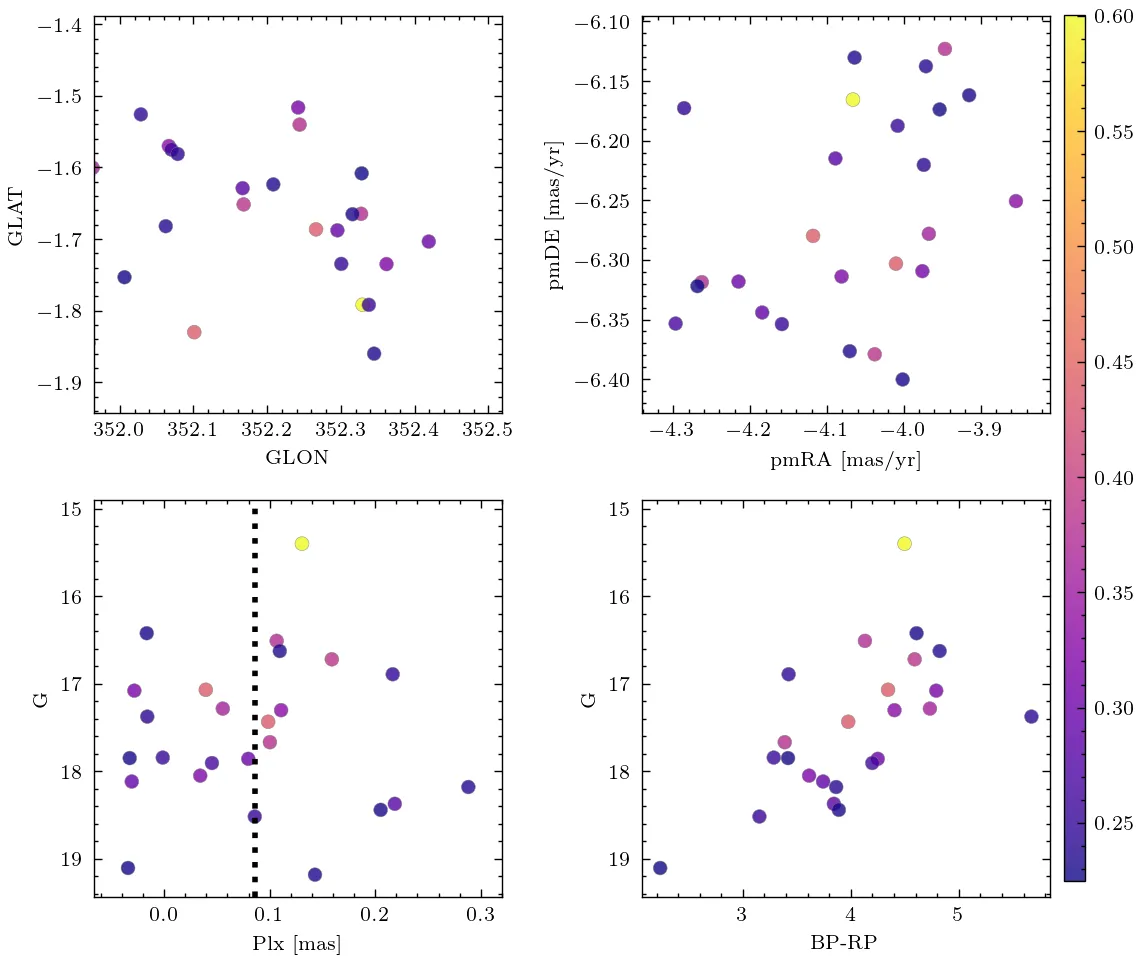 −1.4
−1.5
−1.6
−1.7
−1.8
−1.9
GLAT
352.0 352.1 352.2 352.3 352.4 352.5
GLON
−6.10
−6.15
−6.20
−6.25
−6.30
−6.35
−6.40
pmDE [mas/yr]
−4.3 −4.2 −4.1 −4.0 −3.9
pmRA [mas/yr]
15
16
17
18
19
G
0.0 0.1 0.2 0.3
Plx [mas]
15
16
17
18
19
G
3 4 5
BP-RP
0.60
0.55
0.50
0.45
0.40
0.35
0.30
0.25